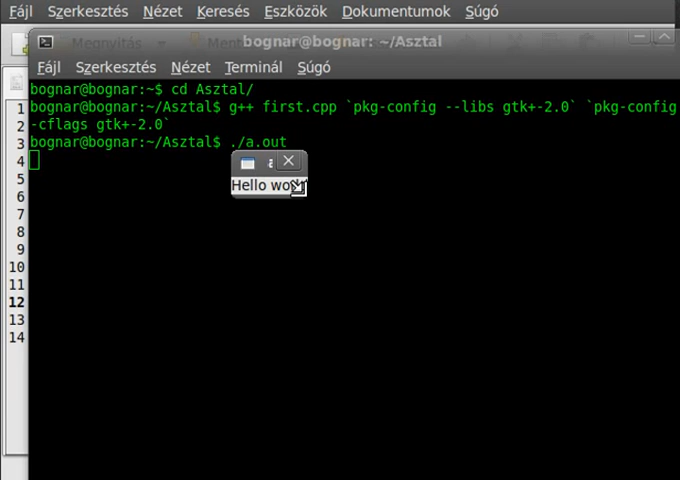 Fájl Szerkesztés Nézet Keresés Eszközök Dokumentumok Súgó
Megnyitás
bognar@bognar: ~/Asztal
Fájl Szerkesztés Nézet Terminál Súgó
bognar@bognar:~$ cd Asztal/
bognar@bognar:~/Asztal$ g++ first.cpp `pkg-config --libs gtk+-2.0` `pkg-config
-cflags gtk+-2.0`
bognar@bognar:~/Asztal$ ./a.out
Hello
1
2
3
4
5
6
7
8
9
10
11
12
13
14